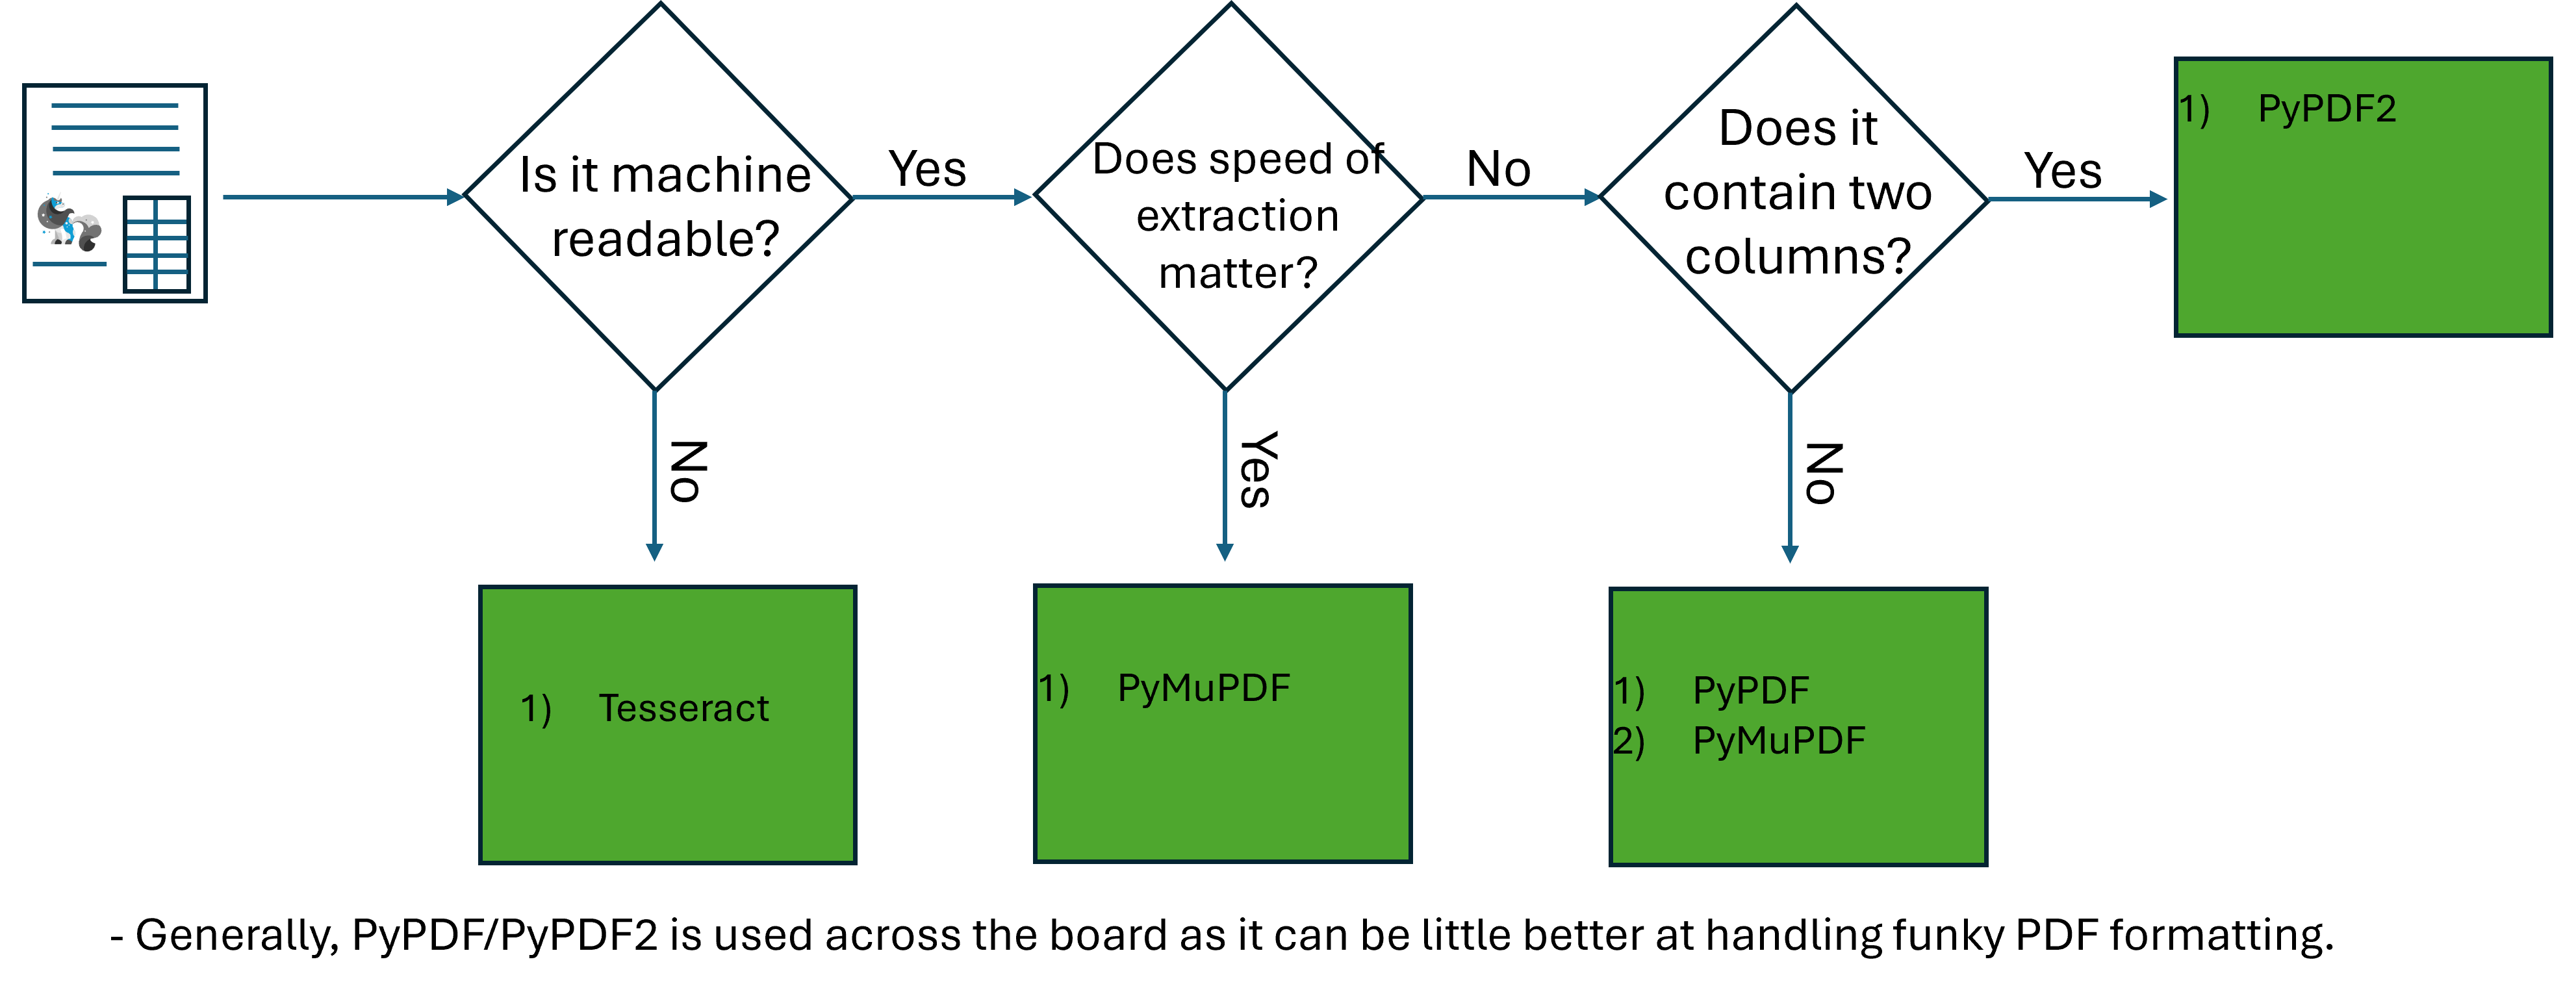 Is it machine
readable?
Yes
No
1) Tesseract
Does speed of
extraction
matter?
No
Yes
1) PyMuPDF
Does it
contain two
columns?
Yes
No
1) PyPDF
2) PyMuPDF
1) PyPDF2
- Generally, PyPDF/PyPDF2 is used across the board as it can be little better at handling funky PDF formatting.